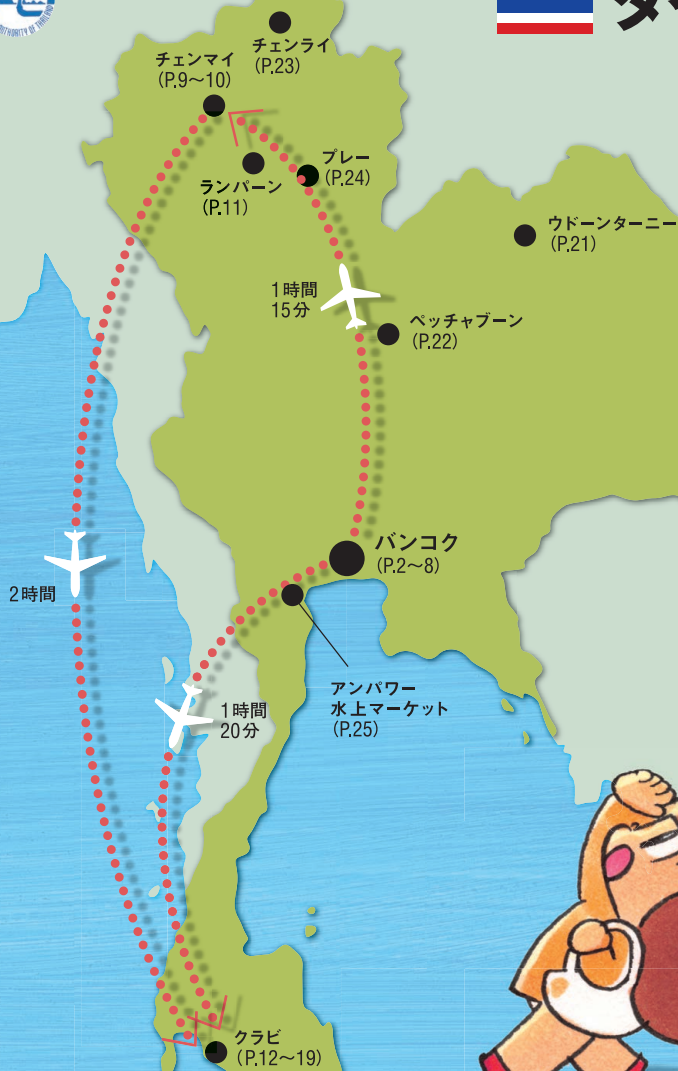 AUTHORITY OF THAILAND
チェンライ
(P.23)
チェンマイ
(P.9〜10)
プレー
(P.24)
ランパーン
(P.11)
ウドーンターニー
(P.21)
1時間
15分
ペッチャブーン
(P.22)
バンコク
(P.2〜8)
2時間
アンパワー
水上マーケット
(P.25)
1時間
20分
クラビ
(P.12〜19)